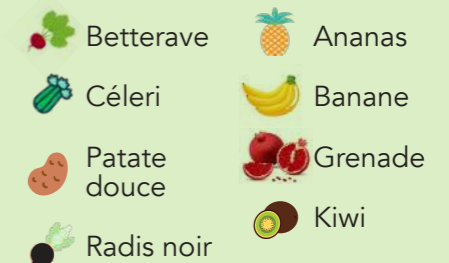 Betterave
Céleri
Patate
douce
Radis noir
Ananas
Banane
Grenade
Kiwi